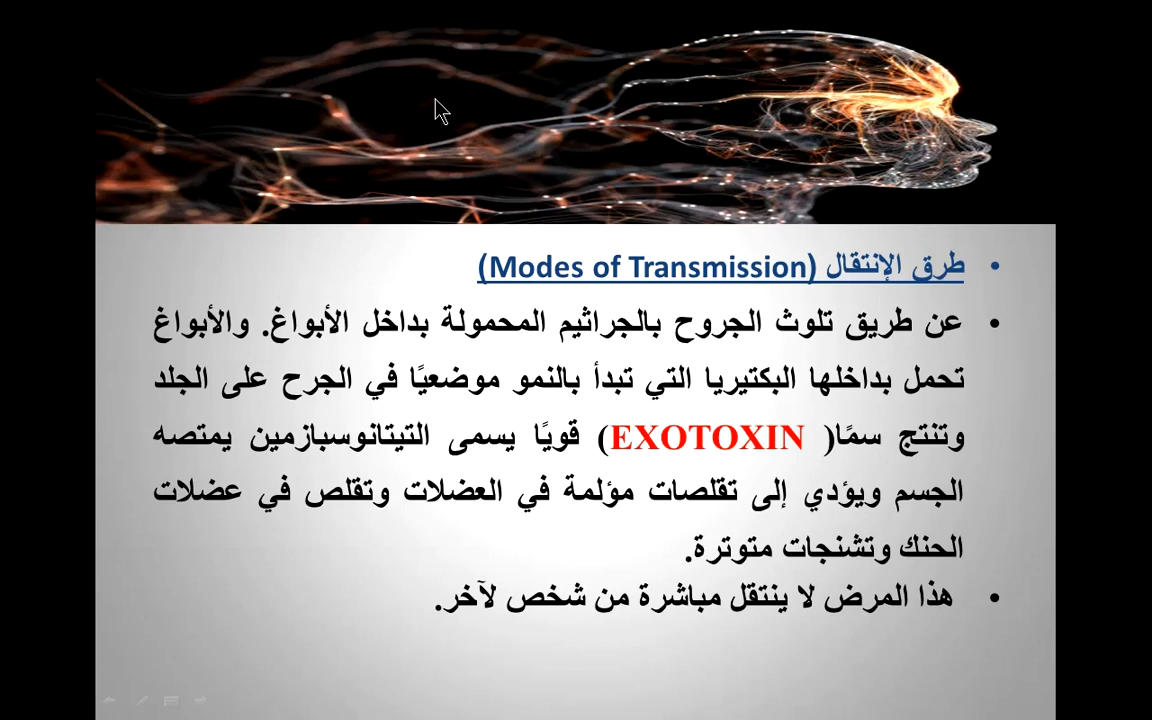 • طرق الإنتقال (Modes of Transmission)
• عن طريق تلوث الجروح بالجراثيم المحمولة بداخل الأبواغ. والأبواغ
تحمل بداخلها البكتيريا التي تبدأ بالنمو موضعيًا في الجرح على الجلد
وتنتج سمًا( EXOTOXIN) قويًا يسمى التيتانوسبازمين يمتصه
الجسم ويؤدي إلى تقلصات مؤلمة في العضلات وتقلص في عضلات
الحنك وتشنجات متوترة.
• هذا المرض لا ينتقل مباشرة من شخص لآخر.